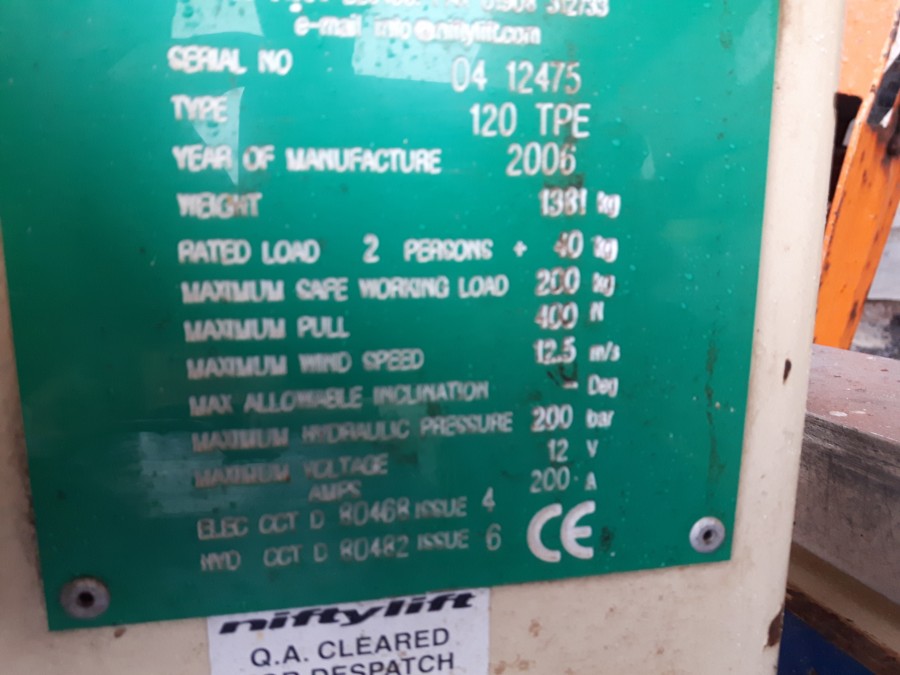 01908 312733
e-mail info@niftylift.com
SERIAL NO 04 12475
TYPE 120 TPE
YEAR OF MANUFACTURE 2006
WEIGHT 1381 kg
RATED LOAD 2 PERSONS + 40 kg
MAXIMUM SAFE WORKING LOAD 200 kg
MAXIMUM PULL 400 N
MAXIMUM WIND SPEED 12.5 m/s
MAX ALLOWABLE INCLINATION - Deg
MAXIMUM HYDRAULIC PRESSURE 200 bar
MAXIMUM VOLTAGE 12 V
AMPS 200 A
ELEC CCT D 80468 ISSUE 4
HYD CCT D 80482 ISSUE 6
CE
niftylift
Q.A. CLEARED
DESPATCH